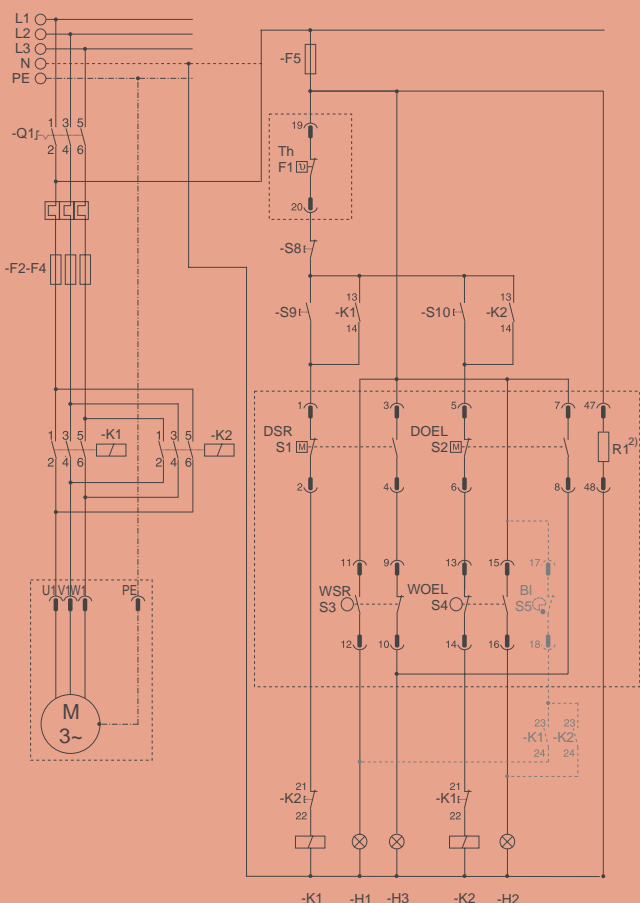 L1
L2
L3
N
PE
-F5
1 3 5
-Q1
2 4 6
19
Th
F1
20
-S8
-F2-F4
13 13
-S9 -K1 -S10 -K2
14 14
1 3 5 7 47
1 3 5 -K1 1 3 5 -K2
2 4 6 2 4 6
DSR DOEL
S1 M S2 M R1 2)
2 4 6 8 48
11 9 13 15 17
U1 V1 W1 PE
WSR WOEL BI
S3 S4 S5
12 10 14 16 18
M
3~
23 23
-K1 -K2
24 24
21 21
-K2 -K1
22 22
-K1 -H1 -H3 -K2 -H2